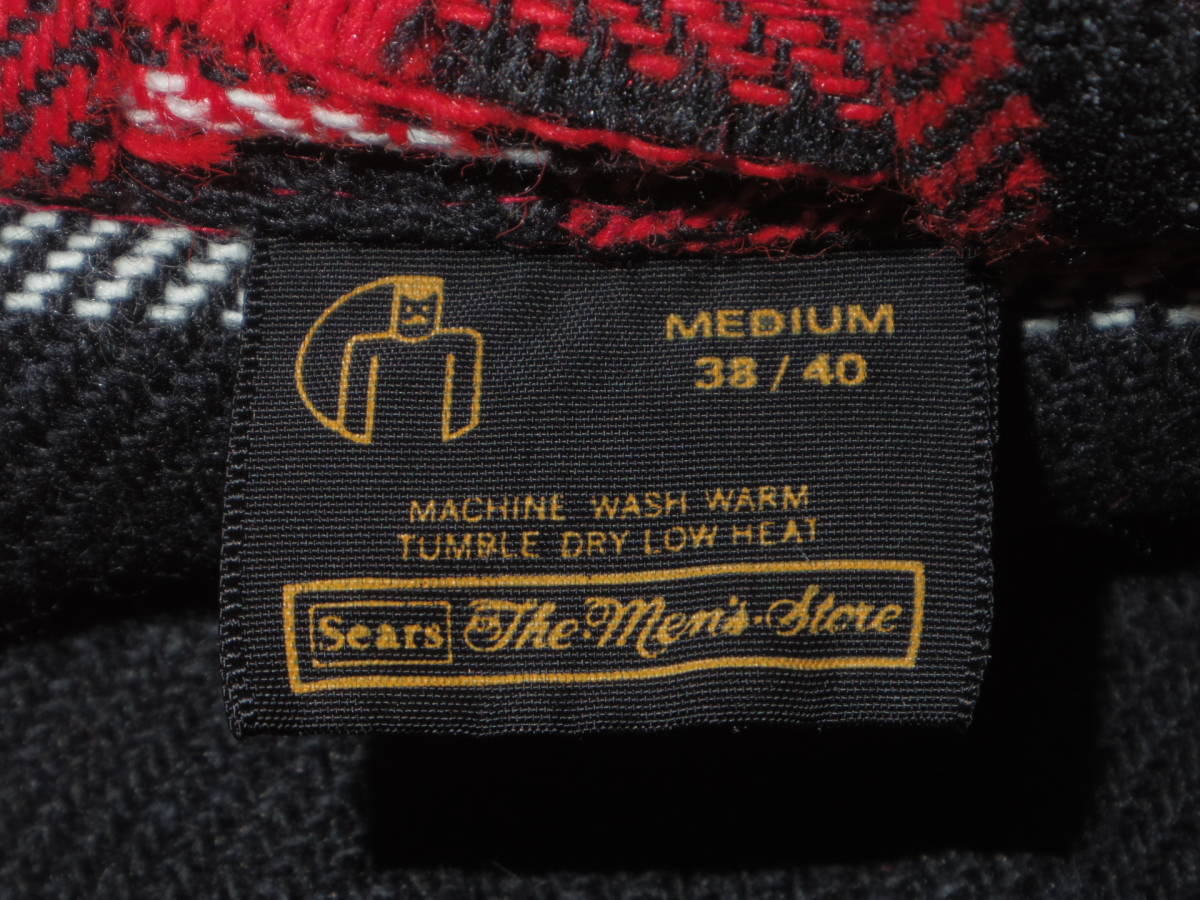 MEDIUM
38 / 40
MACHINE WASH WARM
TUMBLE DRY LOW HEAT
Sears The Men's Store